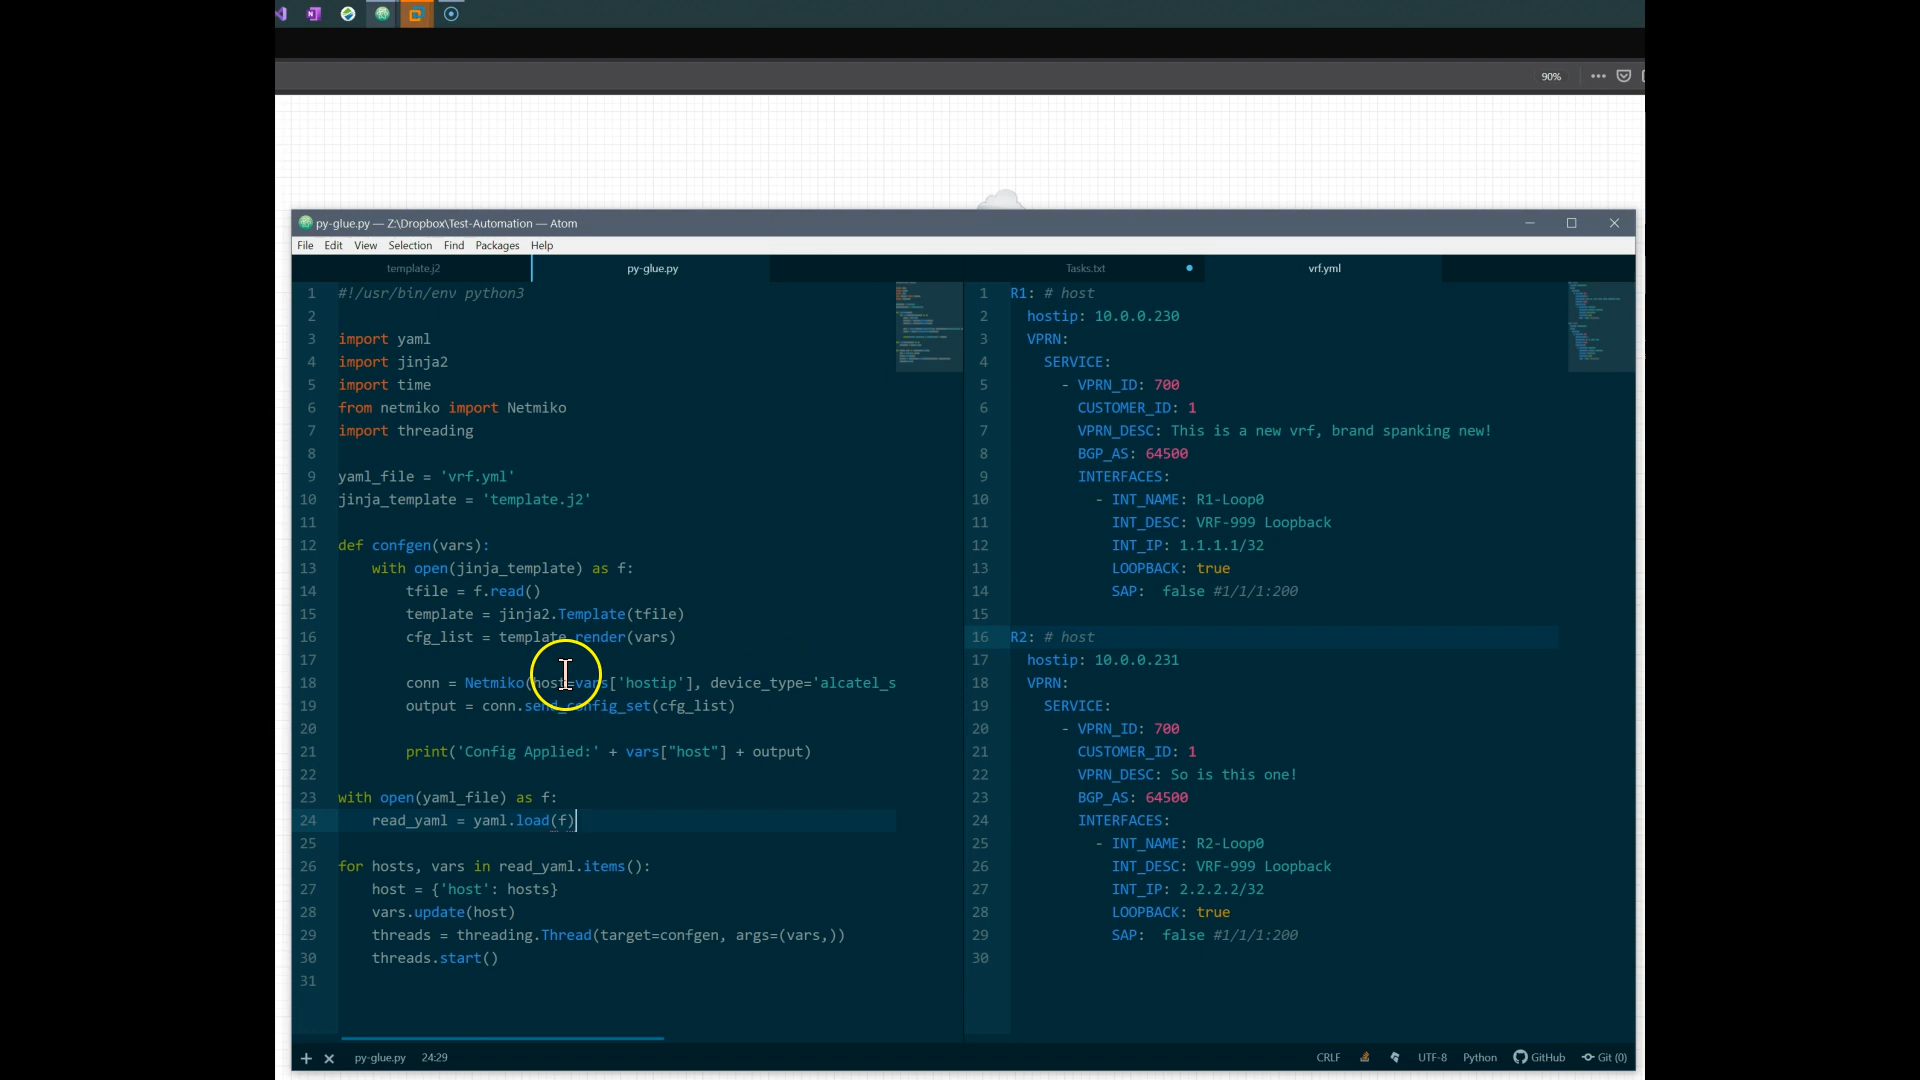 90%
py-glue.py — Z:\Dropbox\Test-Automation — Atom
File Edit View Selection Find Packages Help
template.j2
py-glue.py
Tasks.txt
vrf.yml
1 #!/usr/bin/env python3
2
3 import yaml
4 import jinja2
5 import time
6 from netmiko import Netmiko
7 import threading
8
9 yaml_file = 'vrf.yml'
10 jinja_template = 'template.j2'
11
12 def confgen(vars):
13     with open(jinja_template) as f:
14         tfile = f.read()
15         template = jinja2.Template(tfile)
16         cfg_list = template.render(vars)
17
18         conn = Netmiko(host=vars['hostip'], device_type='alcatel_s
19         output = conn.send_config_set(cfg_list)
20
21         print('Config Applied:' + vars["host"] + output)
22
23 with open(yaml_file) as f:
24     read_yaml = yaml.load(f)
25
26 for hosts, vars in read_yaml.items():
27     host = {'host': hosts}
28     vars.update(host)
29     threads = threading.Thread(target=confgen, args=(vars,))
30     threads.start()
31
1 R1: # host
2   hostip: 10.0.0.230
3   VPRN:
4     SERVICE:
5       - VPRN_ID: 700
6         CUSTOMER_ID: 1
7         VPRN_DESC: This is a new vrf, brand spanking new!
8         BGP_AS: 64500
9         INTERFACES:
10           - INT_NAME: R1-Loop0
11             INT_DESC: VRF-999 Loopback
12             INT_IP: 1.1.1.1/32
13             LOOPBACK: true
14             SAP:  false #1/1/1:200
15
16 R2: # host
17   hostip: 10.0.0.231
18   VPRN:
19     SERVICE:
20       - VPRN_ID: 700
21         CUSTOMER_ID: 1
22         VPRN_DESC: So is this one!
23         BGP_AS: 64500
24         INTERFACES:
25           - INT_NAME: R2-Loop0
26             INT_DESC: VRF-999 Loopback
27             INT_IP: 2.2.2.2/32
28             LOOPBACK: true
29             SAP:  false #1/1/1:200
30
py-glue.py 24:29
CRLF UTF-8 Python GitHub Git (0)